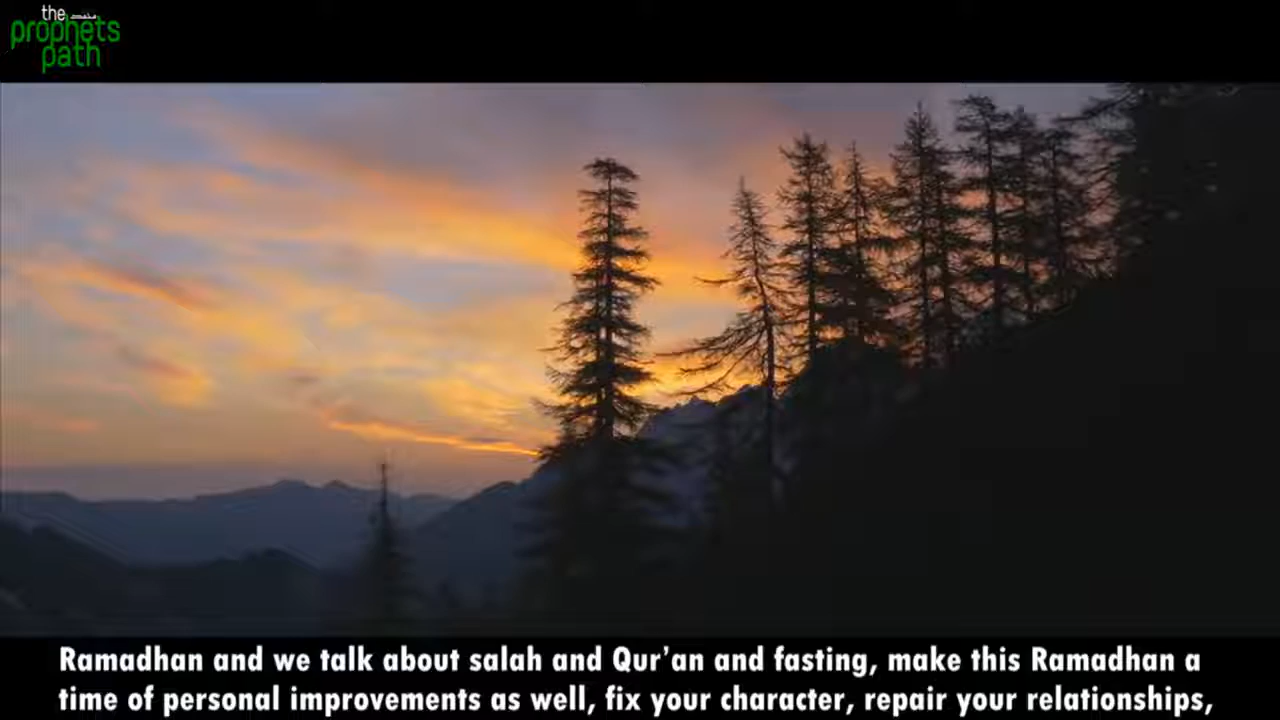 the
prophets
path
Ramadhan and we talk about salah and Qur’an and fasting, make this Ramadhan a
time of personal improvements as well, fix your character, repair your relationships,